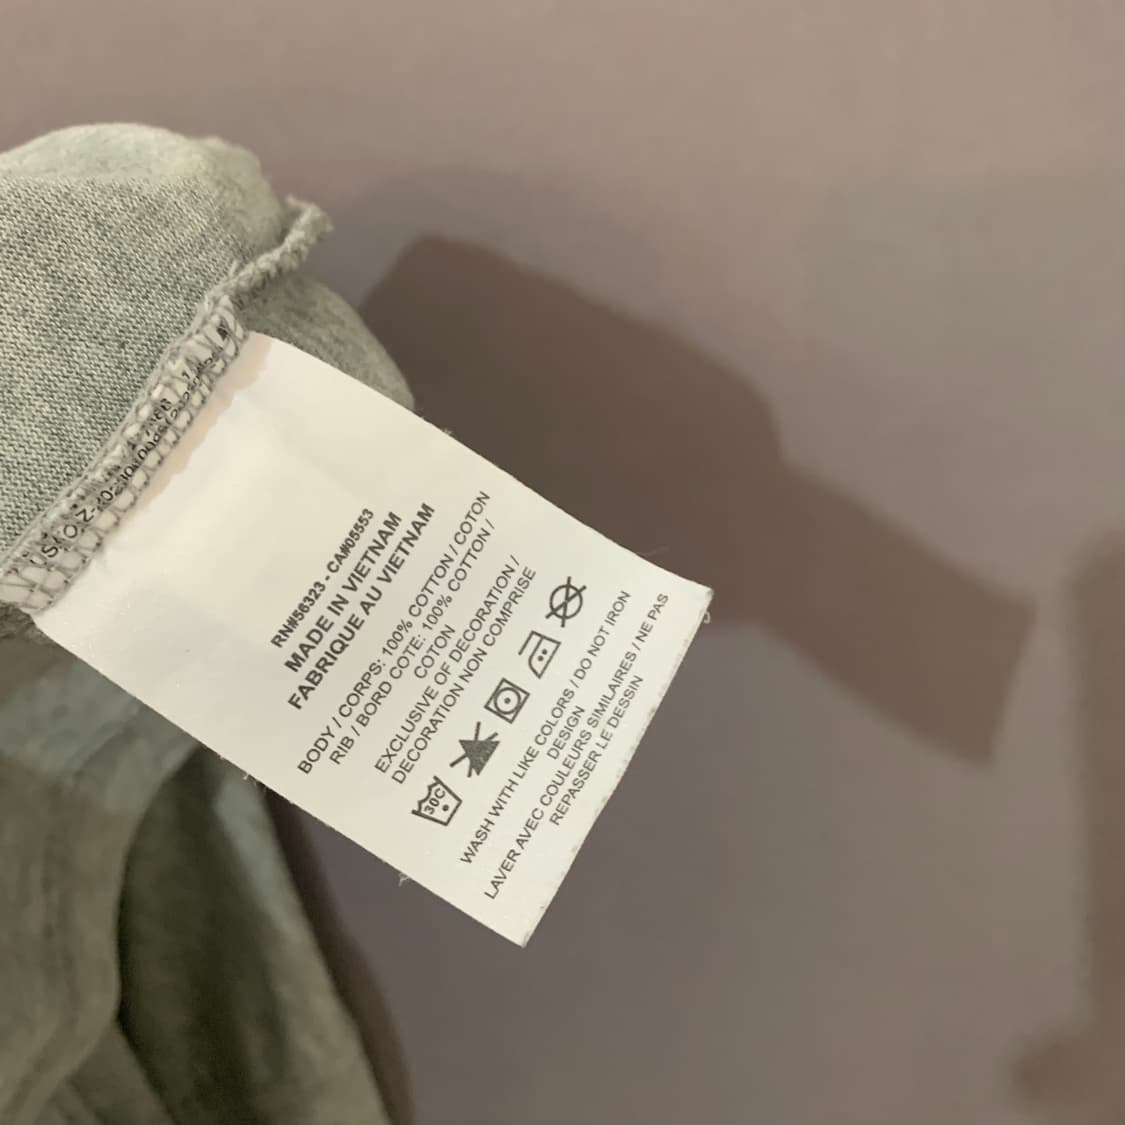 RN#56323 - CA#05553
MADE IN VIETNAM
FABRIQUE AU VIETNAM
BODY / CORPS: 100% COTTON / COTON
RIB / BORD COTE: 100% COTTON /
COTON
EXCLUSIVE OF DECORATION /
DECORATION NON COMPRISE
30C
WASH WITH LIKE COLORS / DO NOT IRON
DESIGN
LAVER AVEC COULEURS SIMILAIRES / NE PAS
REPASSER LE DESSIN